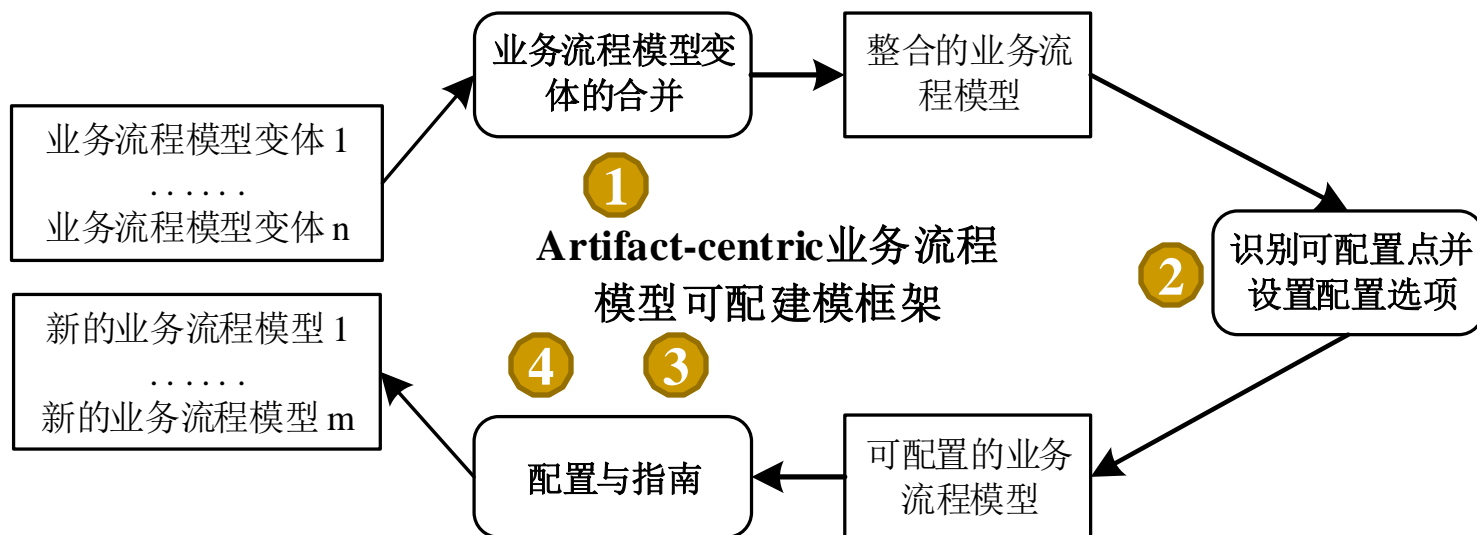 业务流程模型变
体的合并
整合的业务流
程模型
业务流程模型变体 1
......
业务流程模型变体 n
1
Artifact-centric业务流程
模型可配建模框架
2
识别可配置点并
设置配置选项
新的业务流程模型 1
......
新的业务流程模型 m
4
3
配置与指南
可配置的业务
流程模型